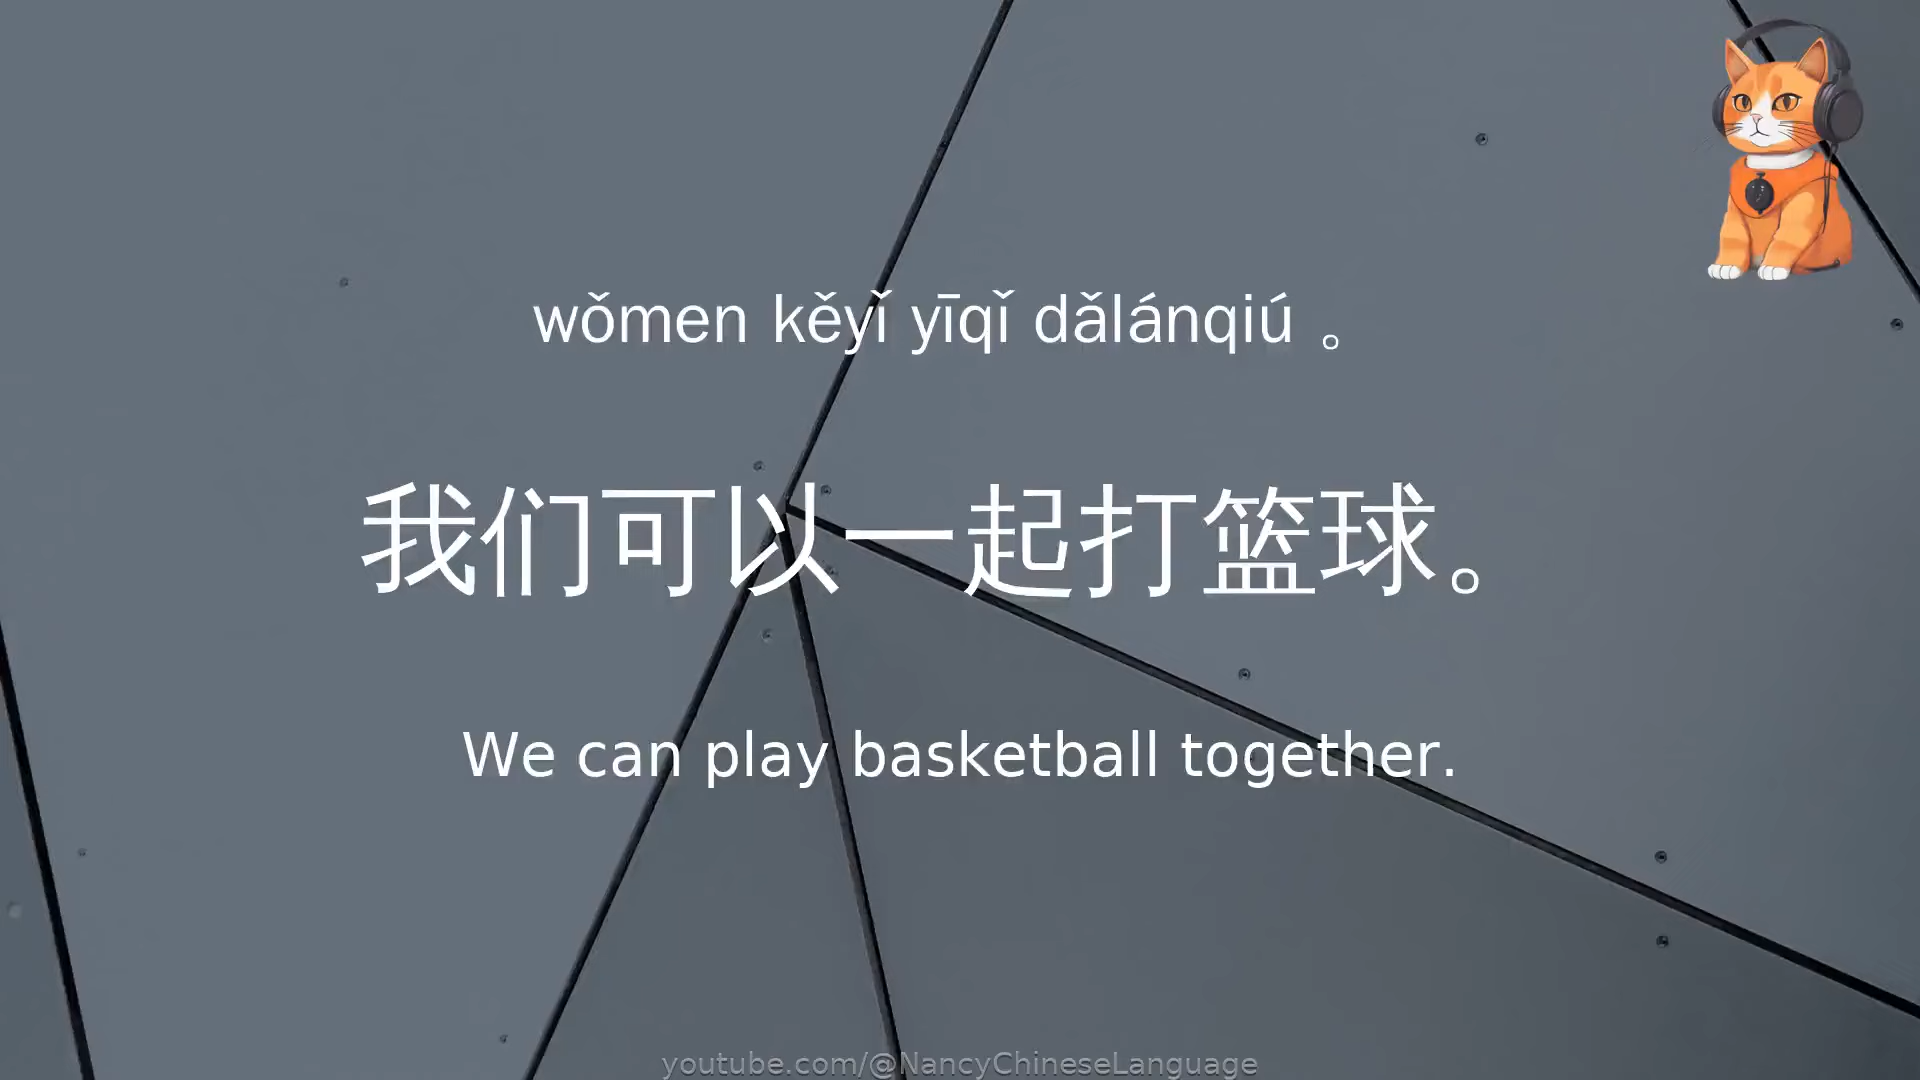 wǒmen kěyǐ yīqǐ dǎlánqiú 。
我们可以一起打篮球。
We can play basketball together.
youtube.com/@NancyChineseLanguage